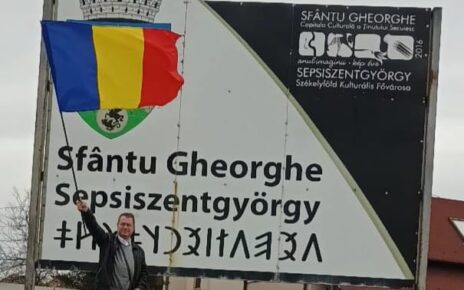 SFÂNTU GHEORGHE
Capitala Culturală a Ținutului Secuiesc
2016
anul imaginii • kép éve
SEPSISZENTGYÖRGY
Székelyföld Kulturális Fővárosa
Sfântu Gheorghe
Sepsiszentgyörgy